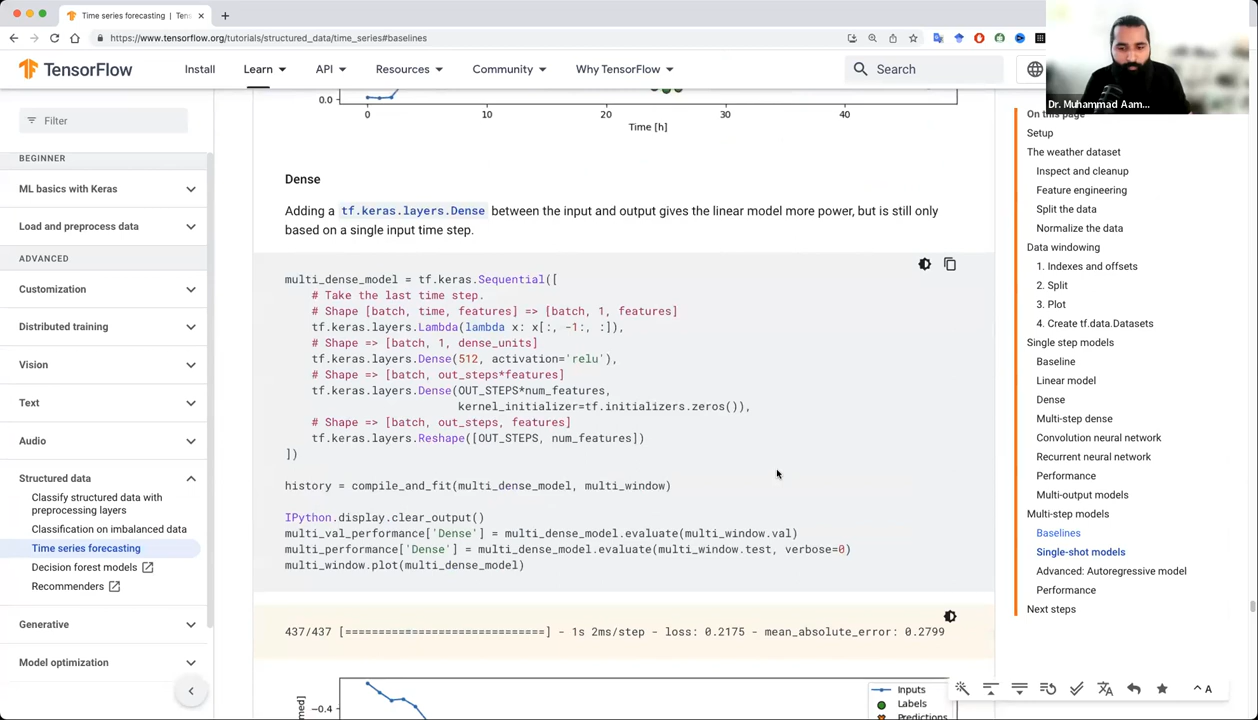 Time series forecasting | Tens
https://www.tensorflow.org/tutorials/structured_data/time_series#baselines
TensorFlow
Install
Learn
API
Resources
Community
Why TensorFlow
Search
Dr. Muhammad Aam...
Filter
BEGINNER
ML basics with Keras
Load and preprocess data
ADVANCED
Customization
Distributed training
Vision
Text
Audio
Structured data
Classify structured data with
preprocessing layers
Classification on imbalanced data
Time series forecasting
Decision forest models
Recommenders
Generative
Model optimization
0.0
0 10 20 30 40
Time [h]
Dense
Adding a tf.keras.layers.Dense between the input and output gives the linear model more power, but is still only
based on a single input time step.
multi_dense_model = tf.keras.Sequential([
# Take the last time step.
# Shape [batch, time, features] => [batch, 1, features]
tf.keras.layers.Lambda(lambda x: x[:, -1:, :]),
# Shape => [batch, 1, dense_units]
tf.keras.layers.Dense(512, activation='relu'),
# Shape => [batch, out_steps*features]
tf.keras.layers.Dense(OUT_STEPS*num_features,
kernel_initializer=tf.initializers.zeros()),
# Shape => [batch, out_steps, features]
tf.keras.layers.Reshape([OUT_STEPS, num_features])
])
history = compile_and_fit(multi_dense_model, multi_window)
IPython.display.clear_output()
multi_val_performance['Dense'] = multi_dense_model.evaluate(multi_window.val)
multi_performance['Dense'] = multi_dense_model.evaluate(multi_window.test, verbose=0)
multi_window.plot(multi_dense_model)
437/437 [==============================] - 1s 2ms/step - loss: 0.2175 - mean_absolute_error: 0.2799
med]
-0.4
Inputs
Labels
Predictions
On this page
Setup
The weather dataset
Inspect and cleanup
Feature engineering
Split the data
Normalize the data
Data windowing
1. Indexes and offsets
2. Split
3. Plot
4. Create tf.data.Datasets
Single step models
Baseline
Linear model
Dense
Multi-step dense
Convolution neural network
Recurrent neural network
Performance
Multi-output models
Multi-step models
Baselines
Single-shot models
Advanced: Autoregressive model
Performance
Next steps
A